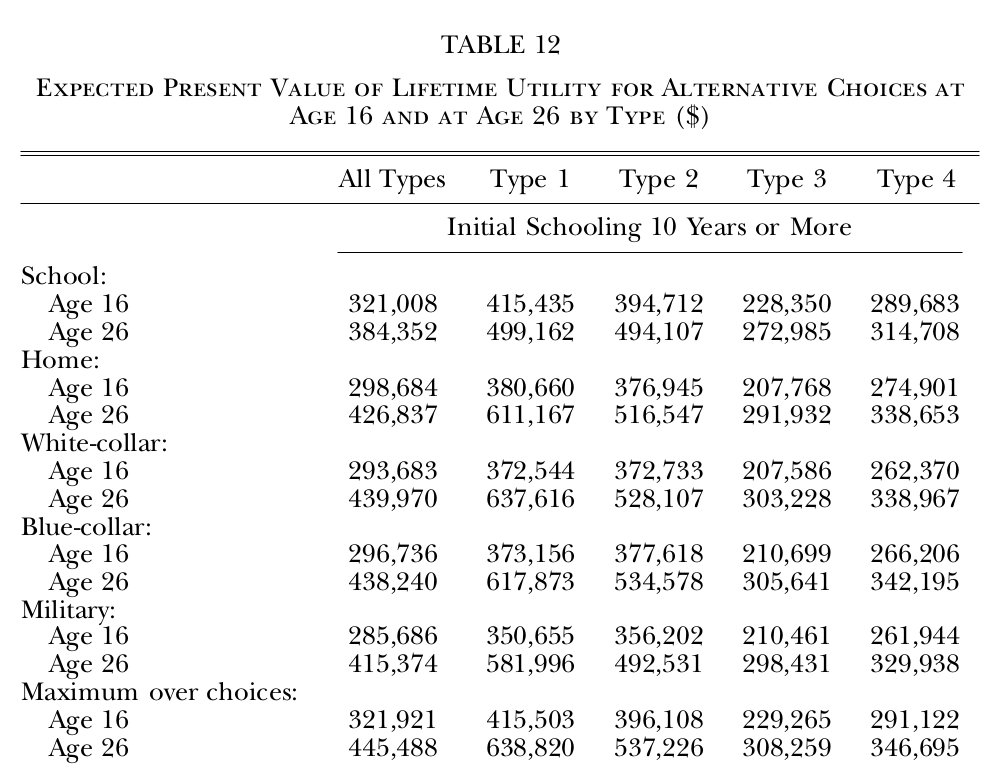 TABLE 12
Expected Present Value of Lifetime Utility for Alternative Choices at
Age 16 and at Age 26 by Type ($)
All Types Type 1 Type 2 Type 3 Type 4
Initial Schooling 10 Years or More
School:
Age 16 321,008 415,435 394,712 228,350 289,683
Age 26 384,352 499,162 494,107 272,985 314,708
Home:
Age 16 298,684 380,660 376,945 207,768 274,901
Age 26 426,837 611,167 516,547 291,932 338,653
White-collar:
Age 16 293,683 372,544 372,733 207,586 262,370
Age 26 439,970 637,616 528,107 303,228 338,967
Blue-collar:
Age 16 296,736 373,156 377,618 210,699 266,206
Age 26 438,240 617,873 534,578 305,641 342,195
Military:
Age 16 285,686 350,655 356,202 210,461 261,944
Age 26 415,374 581,996 492,531 298,431 329,938
Maximum over choices:
Age 16 321,921 415,503 396,108 229,265 291,122
Age 26 445,488 638,820 537,226 308,259 346,695